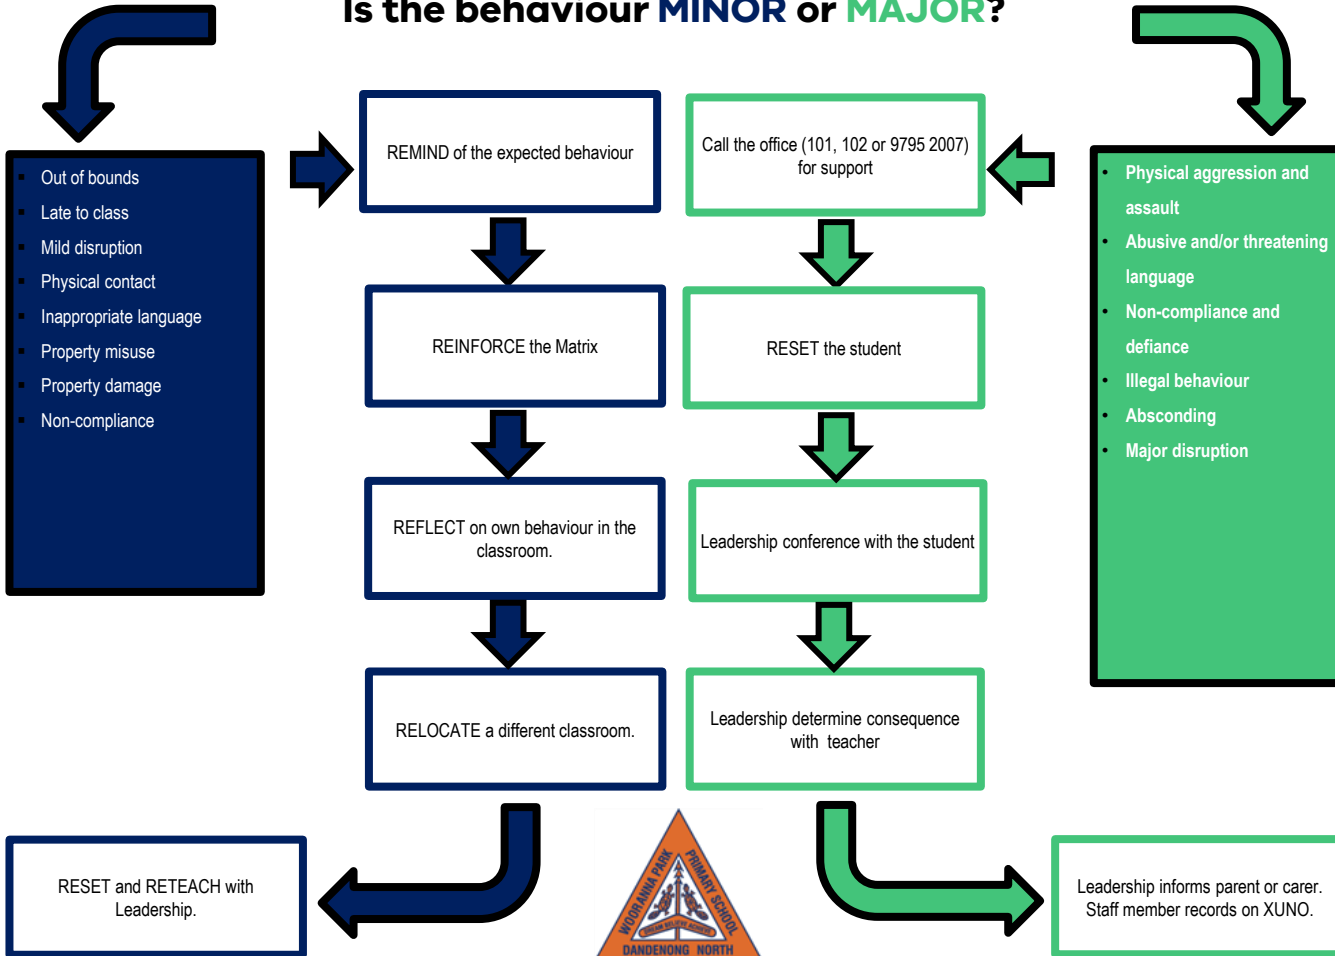 Is the behaviour MINOR or MAJOR?
Out of bounds
Late to class
Mild disruption
Physical contact
Inappropriate language
Property misuse
Property damage
Non-compliance
REMIND of the expected behaviour
REINFORCE the Matrix
REFLECT on own behaviour in the
classroom.
RELOCATE a different classroom.
RESET and RETEACH with
Leadership.
Call the office (101, 102 or 9795 2007)
for support
RESET the student
Leadership conference with the student
Leadership determine consequence
with teacher
Physical aggression and
assault
Abusive and/or threatening
language
Non-compliance and
defiance
Illegal behaviour
Absconding
Major disruption
Leadership informs parent or carer.
Staff member records on XUNO.
WOORANNA PARK
PRIMARY SCHOOL
DREAM BELIEVE ACHIEVE
DANDENONG NORTH